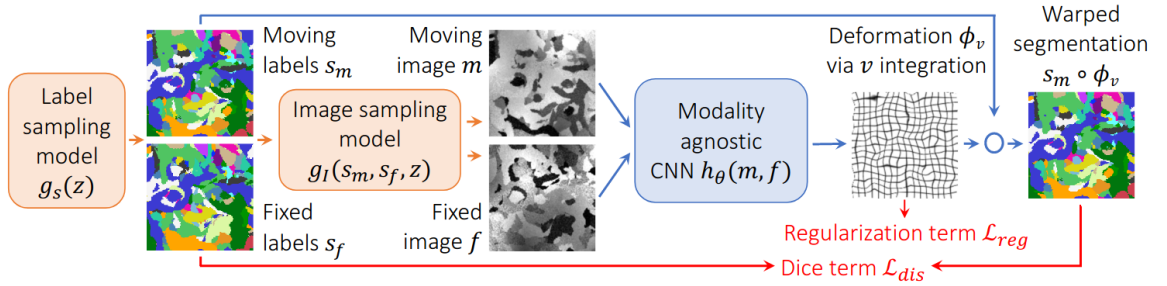 Label
sampling
model
g_s(z)
Moving
labels s_m
Fixed
labels s_f
Image sampling
model
g_I(s_m, s_f, z)
Moving
image m
Fixed
image f
Modality
agnostic
CNN h_θ(m, f)
Deformation ϕ_v
via v integration
Warped
segmentation
s_m ∘ ϕ_v
Regularization term ℒ_reg
Dice term ℒ_dis